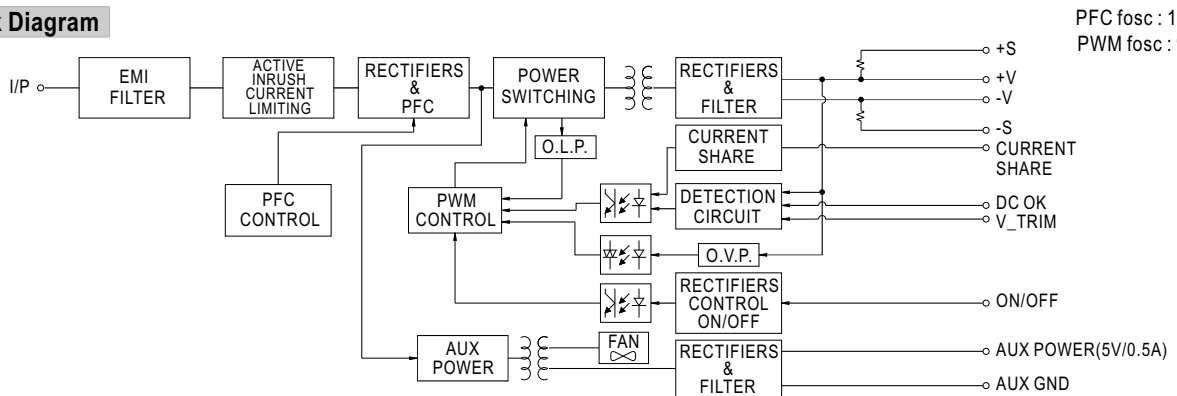 Diagram
PFC fosc : 1
PWM fosc :
I/P
EMI
FILTER
ACTIVE
INRUSH
CURRENT
LIMITING
RECTIFIERS
&
PFC
POWER
SWITCHING
RECTIFIERS
&
FILTER
+S
+V
-V
-S
CURRENT
SHARE
O.L.P.
CURRENT
SHARE
PFC
CONTROL
PWM
CONTROL
DETECTION
CIRCUIT
DC OK
V_TRIM
O.V.P.
RECTIFIERS
CONTROL
ON/OFF
ON/OFF
AUX
POWER
FAN
RECTIFIERS
&
FILTER
AUX POWER(5V/0.5A)
AUX GND